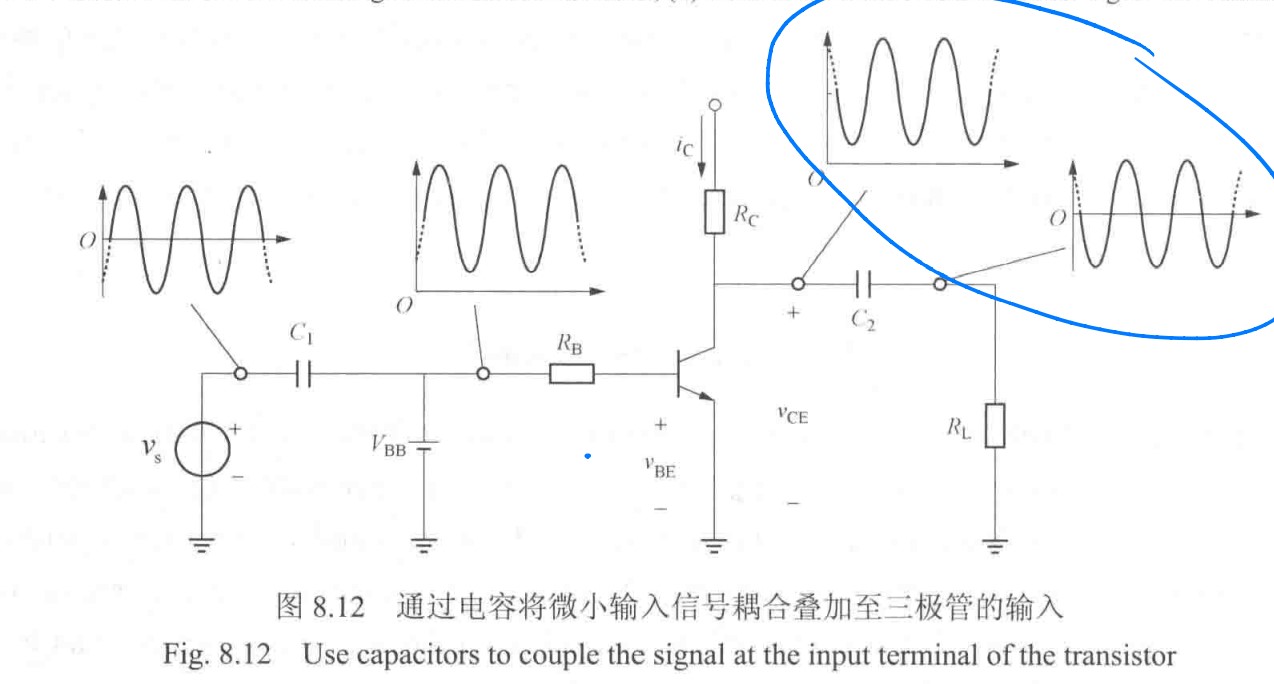 O
O
O
O
i_C
R_C
C_1
R_B
C_2
+
v_s
+
−
V_BB
+
v_BE
−
v_CE
−
R_L
图 8.12 通过电容将微小输入信号耦合叠加至三极管的输入
Fig. 8.12 Use capacitors to couple the signal at the input terminal of the transistor